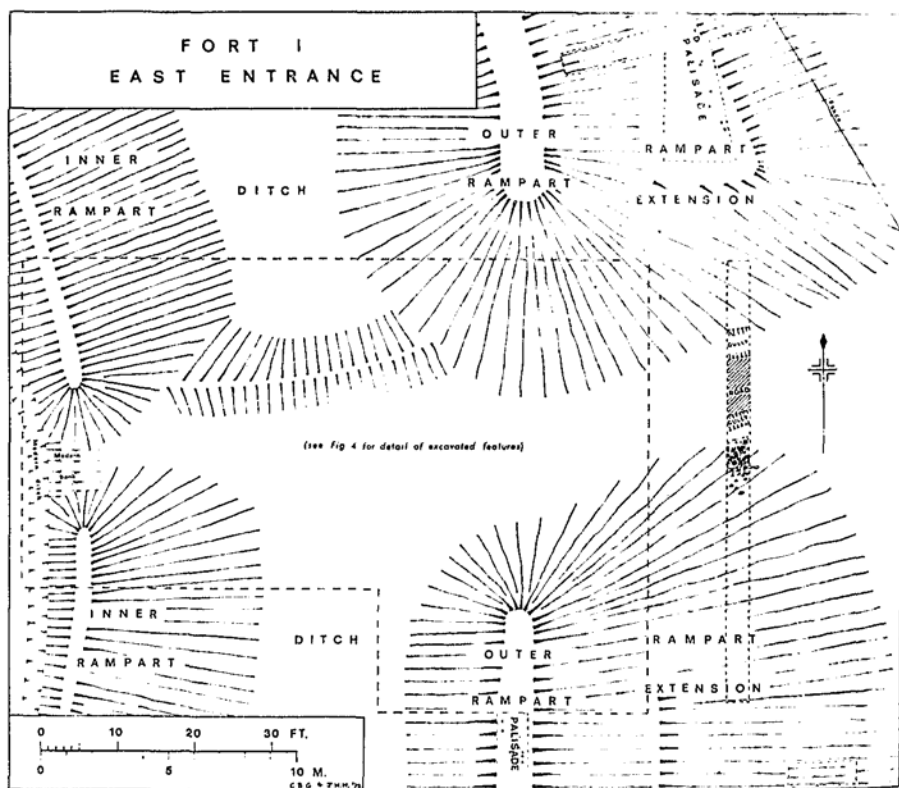 FORT I
EAST ENTRANCE
INNER
RAMPART
DITCH
OUTER
RAMPART
PALISADE
RAMPART
EXTENSION
(see Fig 4 for detail of excavated features)
INNER
RAMPART
DITCH
OUTER
RAMPART
PALISADE
RAMPART
EXTENSION
0 10 20 30 FT.
0 5 10 M.